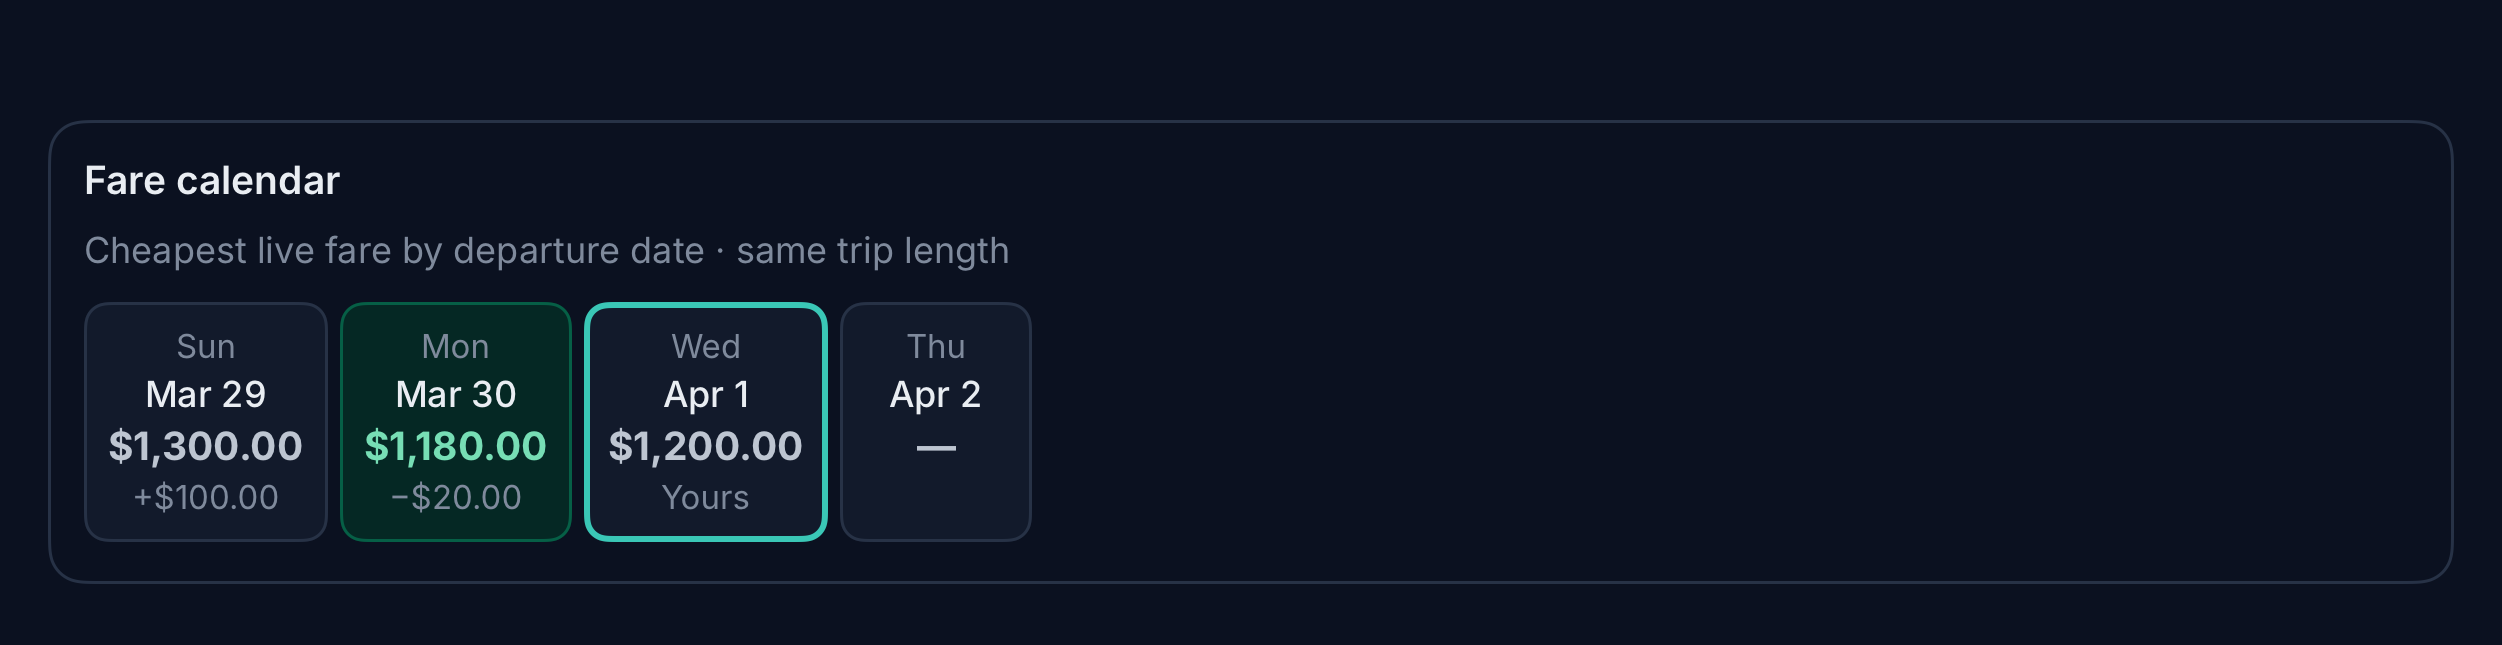 Fare calendar
Cheapest live fare by departure date · same trip length
Sun
Mar 29
$1,300.00
+$100.00
Mon
Mar 30
$1,180.00
−$20.00
Wed
Apr 1
$1,200.00
Yours
Thu
Apr 2
—